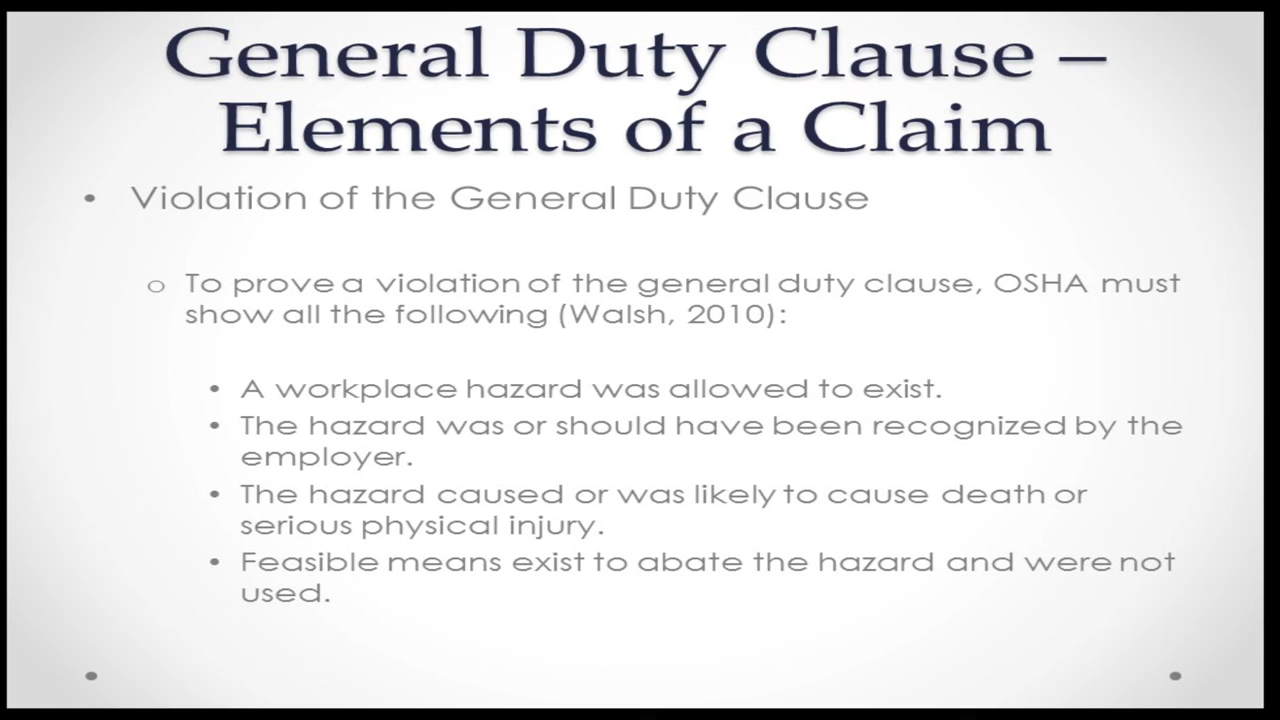 General Duty Clause –
Elements of a Claim
• Violation of the General Duty Clause
o To prove a violation of the general duty clause, OSHA must
show all the following (Walsh, 2010):
• A workplace hazard was allowed to exist.
• The hazard was or should have been recognized by the
employer.
• The hazard caused or was likely to cause death or
serious physical injury.
• Feasible means exist to abate the hazard and were not
used.